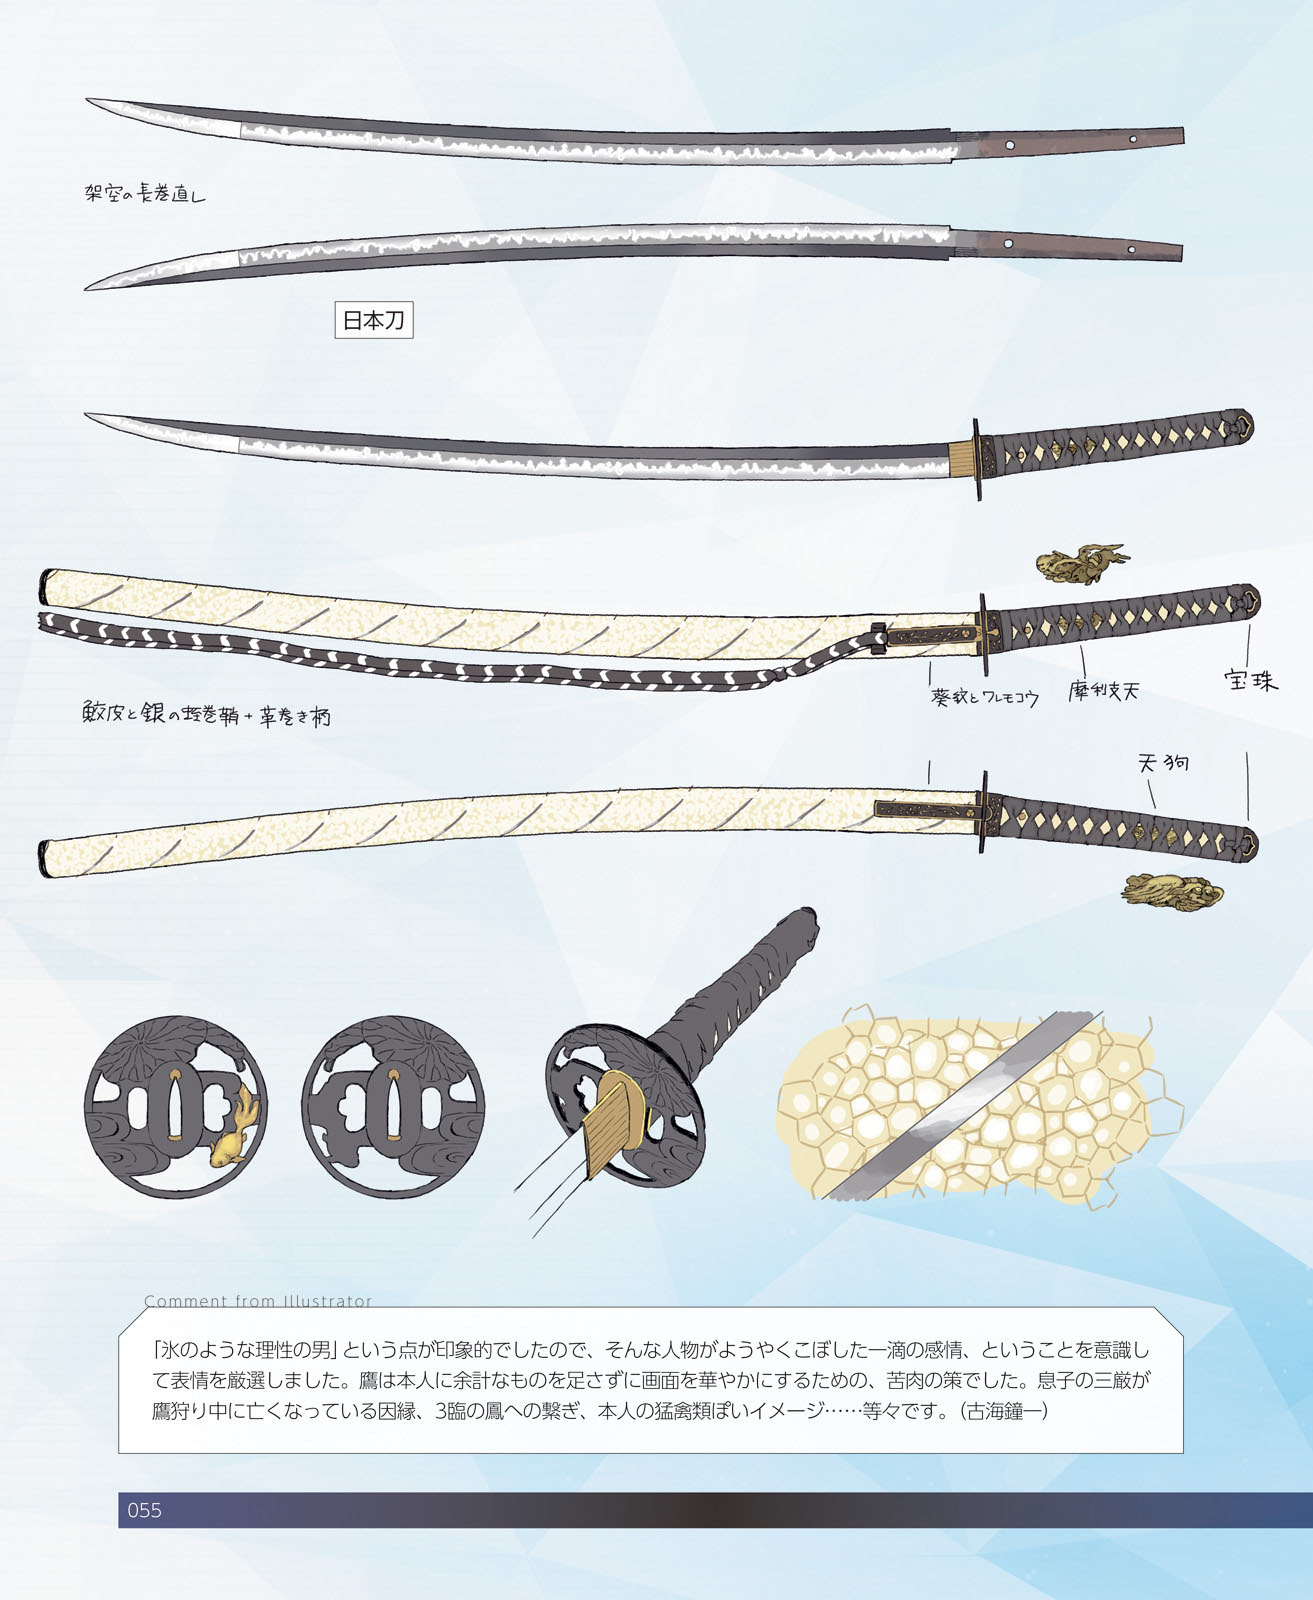 架空の長巻直し
日本刀
葵紋とワレモコウ
摩利支天
宝珠
鮫皮と銀の蛭巻鞘+革巻き柄
天狗
Comment from Illustrator
「氷のような理性の男」という点が印象的でしたので、そんな人物がようやくこぼした一滴の感情、ということを意識し
て表情を厳選しました。鷹は本人に余計なものを足さずに画面を華やかにするための、苦肉の策でした。息子の三厳が
鷹狩り中に亡くなっている因縁、3臨の鳳への繋ぎ、本人の猛禽類ぽいイメージ……等々です。（古海鐘一）
055